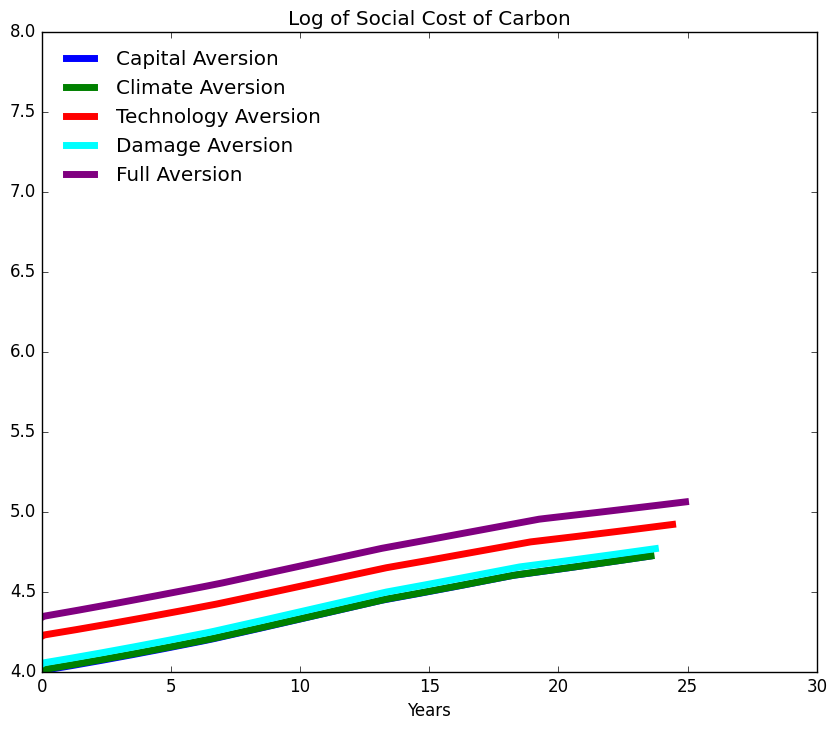 Log of Social Cost of Carbon
8.0
7.5
7.0
6.5
6.0
5.5
5.0
4.5
4.0
Capital Aversion
Climate Aversion
Technology Aversion
Damage Aversion
Full Aversion
0 5 10 15 20 25 30
Years